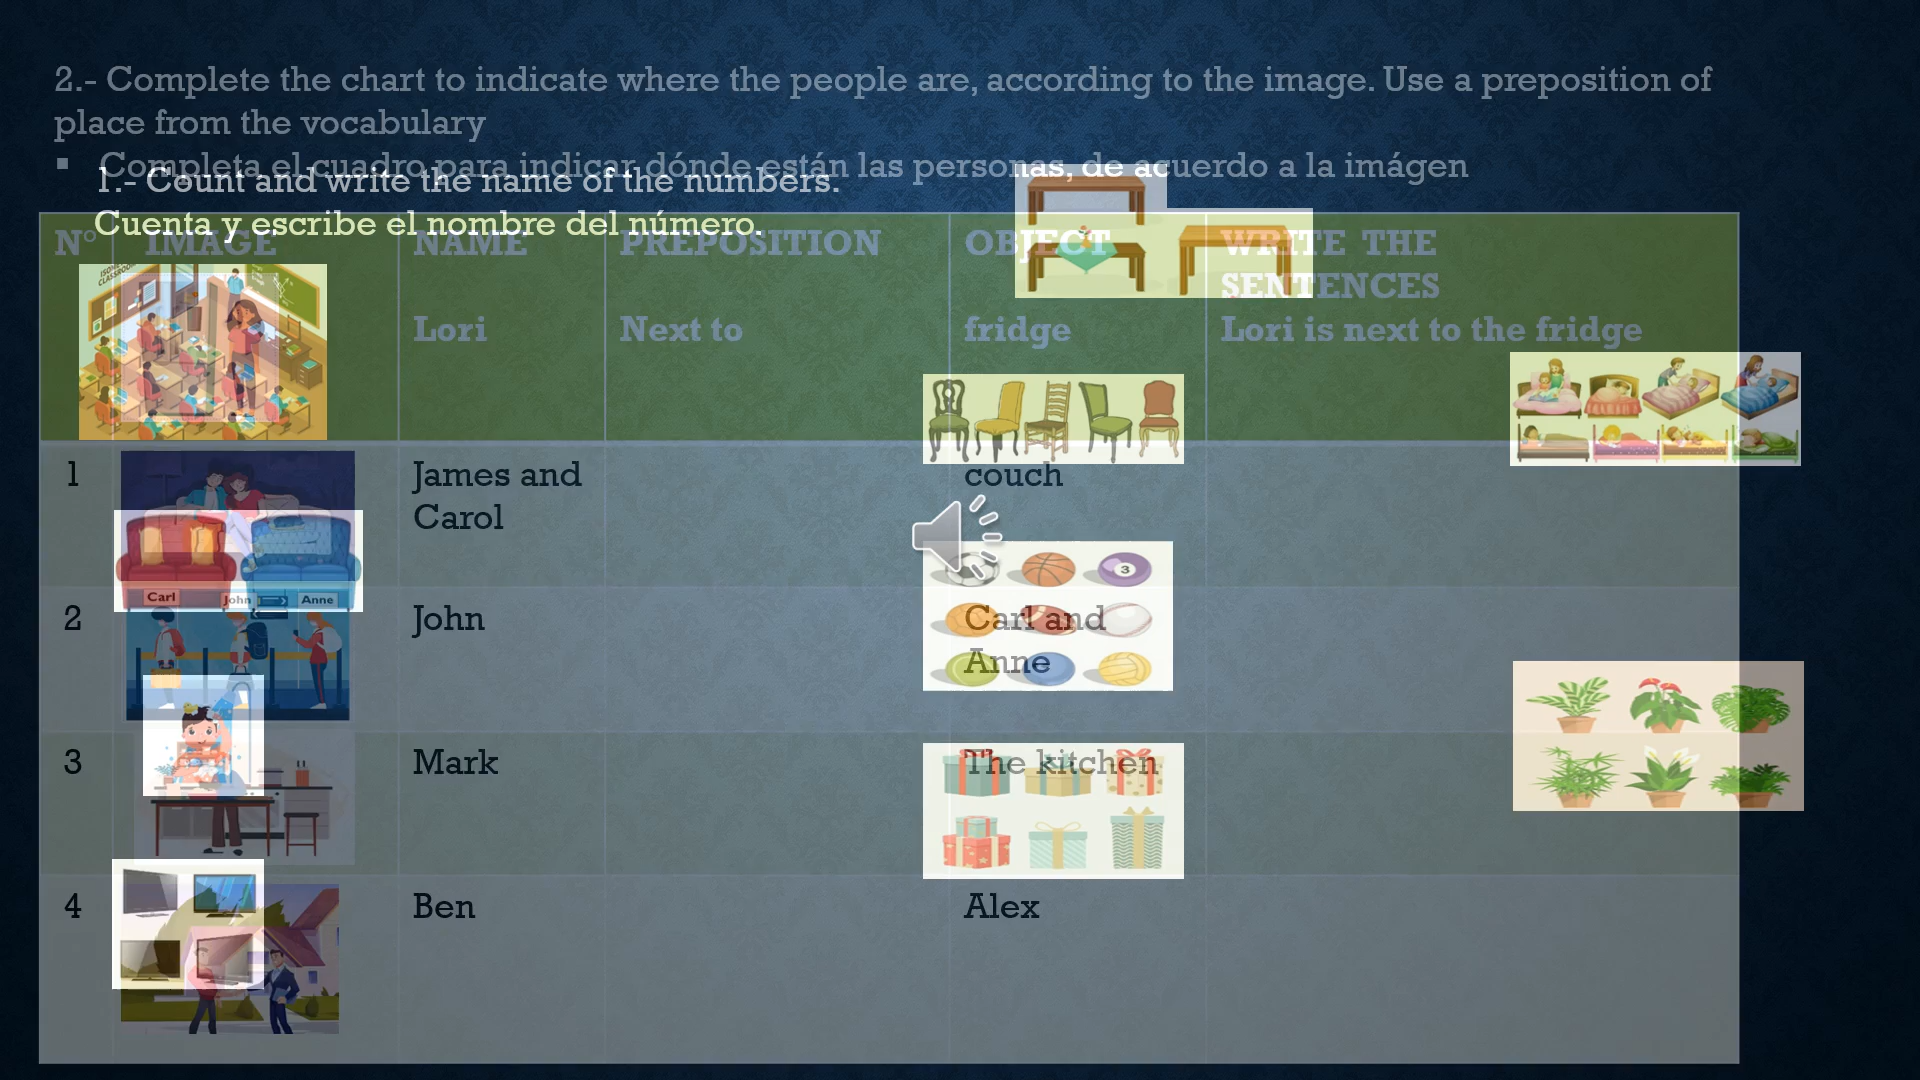 2.- Complete the chart to indicate where the people are, according to the image. Use a preposition of
place from the vocabulary
▪ Completa el cuadro para indicar dónde están las personas, de acuerdo a la imágen
1.- Count and write the name of the numbers.
Cuenta y escribe el nombre del número.
N° IMAGE NAME PREPOSITION OBJECT WRITE THE
SENTENCES
Lori Next to fridge Lori is next to the fridge
CLASSROOM
1 James and couch
Carol
Carl John Anne
3
2 John Carl and
Anne
3 Mark The kitchen
4 Ben Alex